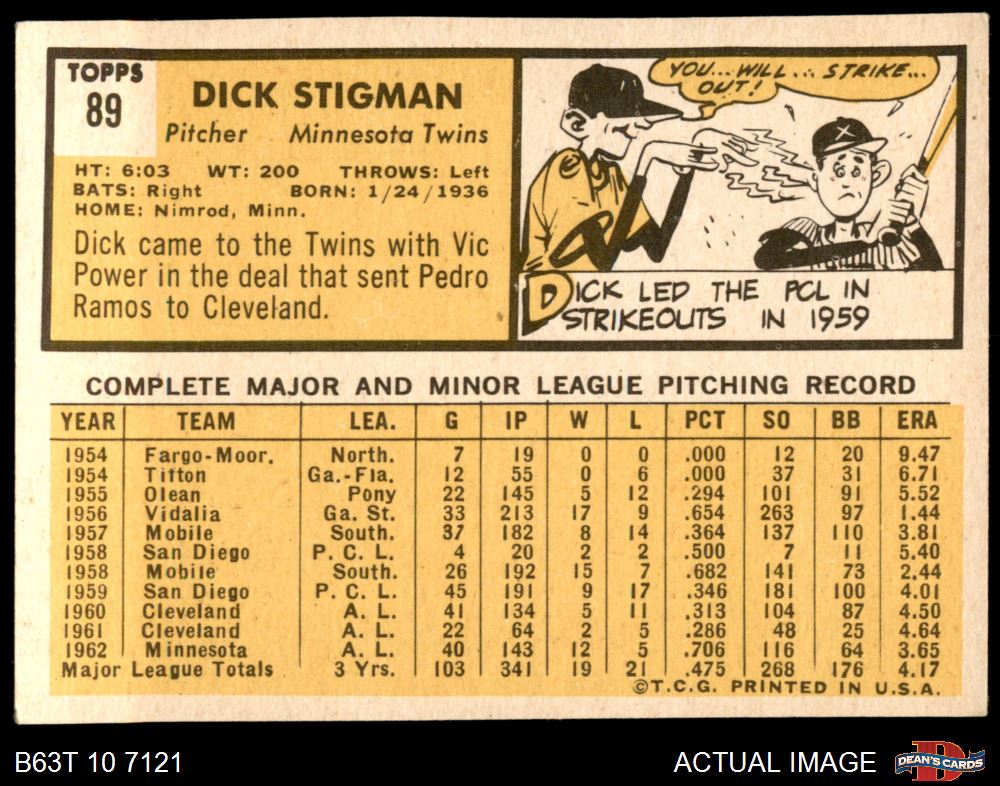 TOPPS
89
DICK STIGMAN
Pitcher Minnesota Twins
HT: 6:03 WT: 200 THROWS: Left
BATS: Right BORN: 1/24/1936
HOME: Nimrod, Minn.
Dick came to the Twins with Vic
Power in the deal that sent Pedro
Ramos to Cleveland.
YOU... WILL... STRIKE...
OUT!
DICK LED THE PCL IN
STRIKEOUTS IN 1959
COMPLETE MAJOR AND MINOR LEAGUE PITCHING RECORD
YEAR TEAM LEA. G IP W L PCT SO BB ERA
1954 Fargo-Moor. North. 7 19 0 0 .000 12 20 9.47
1954 Tifton Ga.-Fla. 12 55 0 6 .000 37 31 6.71
1955 Olean Pony 22 145 5 12 .294 101 91 5.52
1956 Vidalia Ga. St. 33 213 17 9 .654 263 97 1.44
1957 Mobile South. 37 182 8 14 .364 137 110 3.81
1958 San Diego P. C. L. 4 20 2 2 .500 7 11 5.40
1958 Mobile South. 26 192 15 7 .682 141 73 2.44
1959 San Diego P. C. L. 45 191 9 17 .346 181 100 4.01
1960 Cleveland A. L. 41 134 5 11 .313 104 87 4.50
1961 Cleveland A. L. 22 64 2 5 .286 48 25 4.64
1962 Minnesota A. L. 40 143 12 5 .706 116 64 3.65
Major League Totals 3 Yrs. 103 341 19 21 .475 268 176 4.17
©T.C.G. PRINTED IN U.S.A.
B63T 10 7121
ACTUAL IMAGE
DEAN'S CARDS